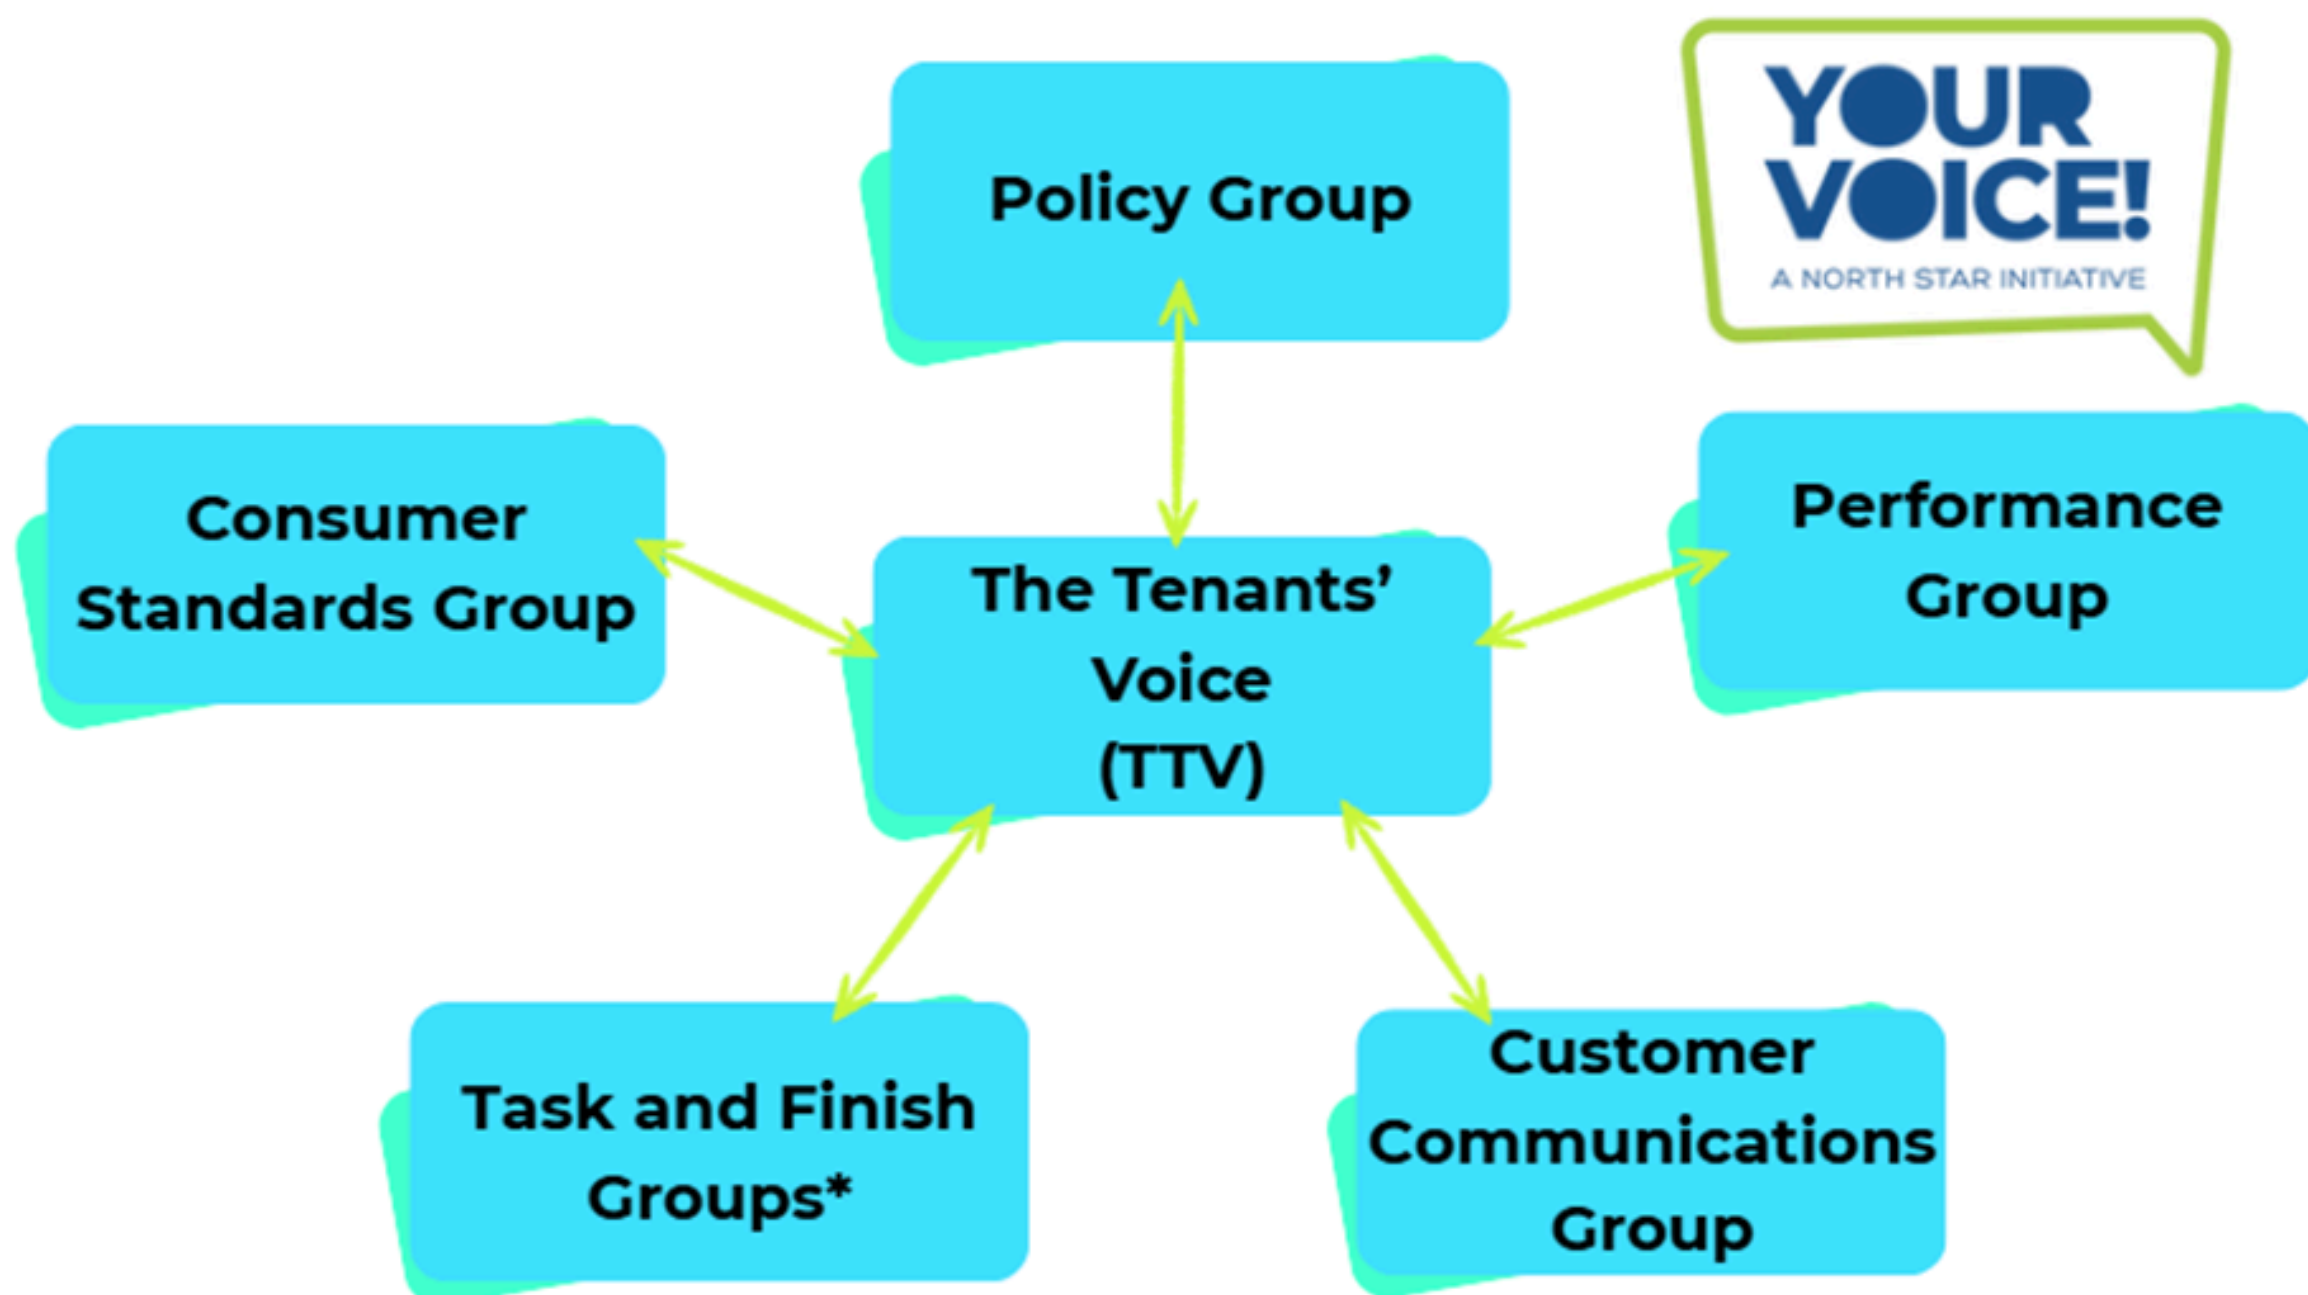 Policy Group
YOUR
VOICE!
A NORTH STAR INITIATIVE
Consumer
Standards Group
The Tenants’
Voice
(TTV)
Performance
Group
Task and Finish
Groups*
Customer
Communications
Group